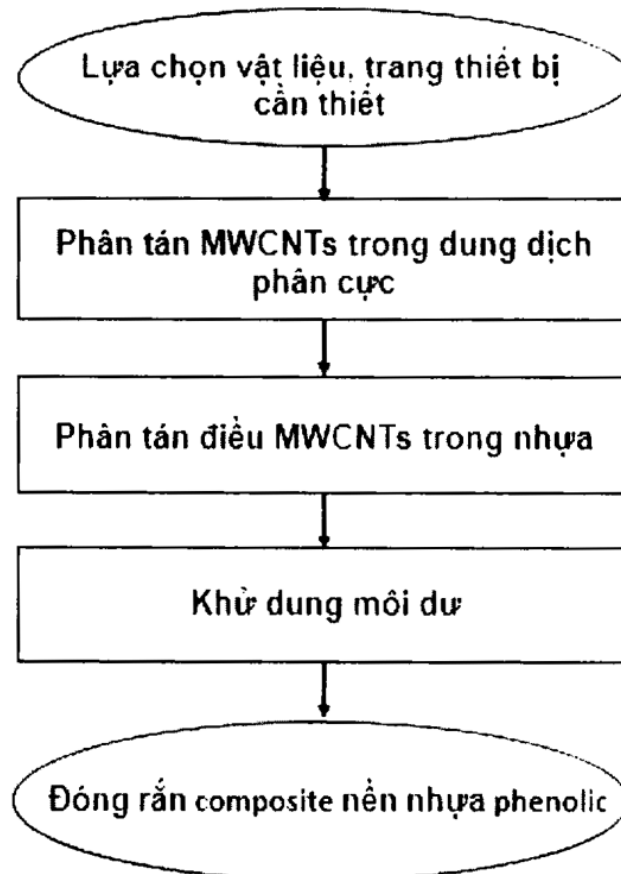 Lựa chọn vật liệu, trang thiết bị
cần thiết
Phân tán MWCNTs trong dung dịch
phân cực
Phân tán điều MWCNTs trong nhựa
Khử dung môi dư
Đóng rắn composite nền nhựa phenolic